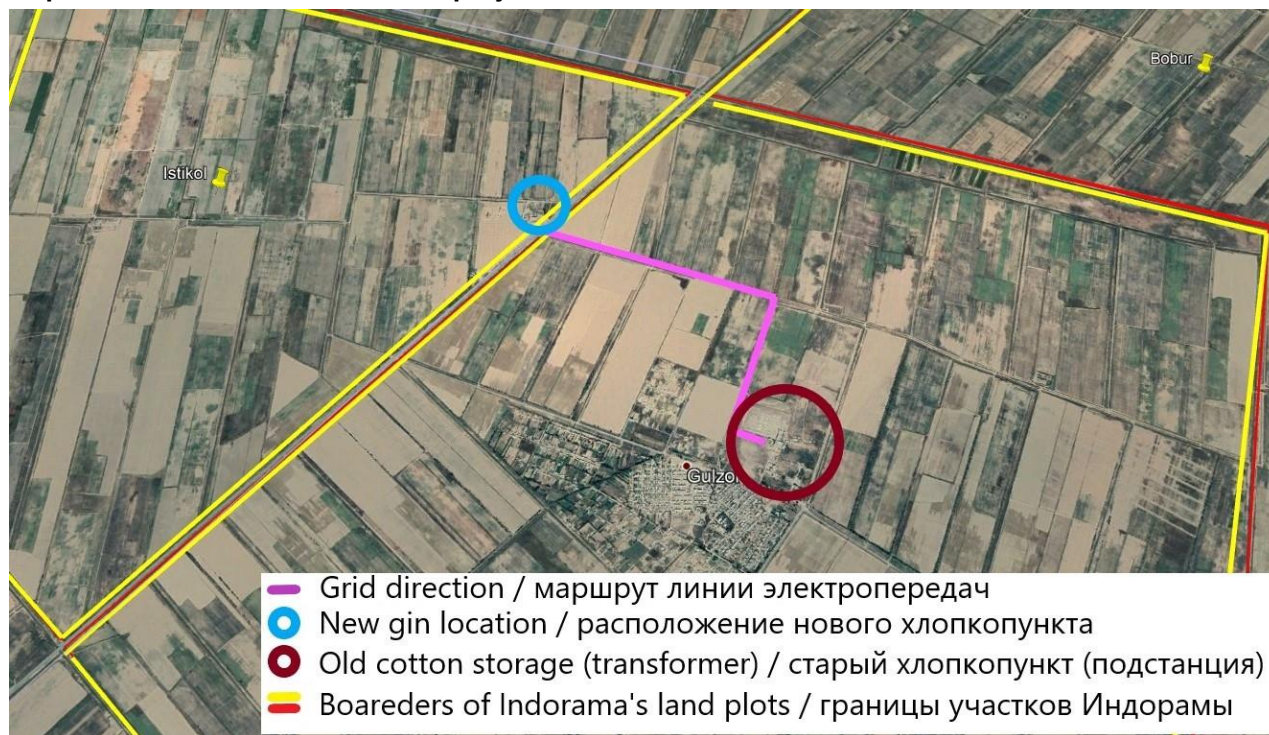 Bobur
Istikol
Gulzor
Grid direction / маршрут линии электропередач
New gin location / расположение нового хлопкопункта
Old cotton storage (transformer) / старый хлопкопункт (подстанция)
Boareders of Indorama's land plots / границы участков Индорамы